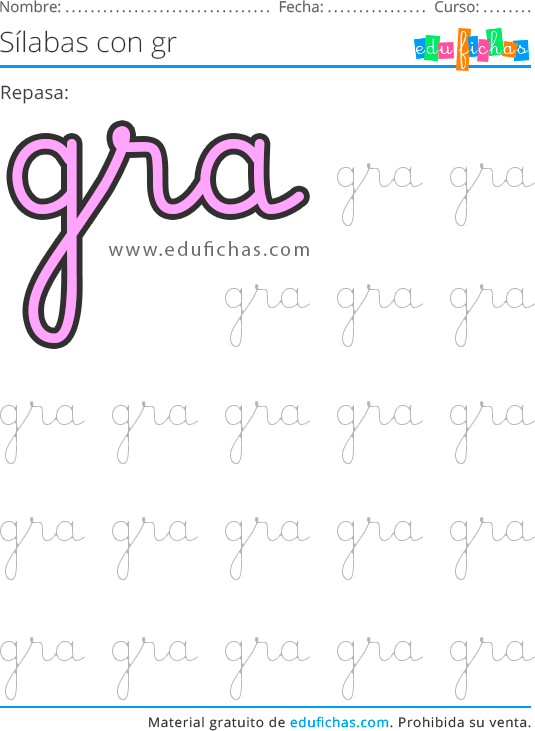 Nombre: ................................ Fecha: ................ Curso: ........
Sílabas con gr
edufichas
Repasa:
gra gra gra
www.edufichas.com
gra gra gra
gra gra gra gra gra
gra gra gra gra gra
gra gra gra gra gra
Material gratuito de edufichas.com. Prohibida su venta.